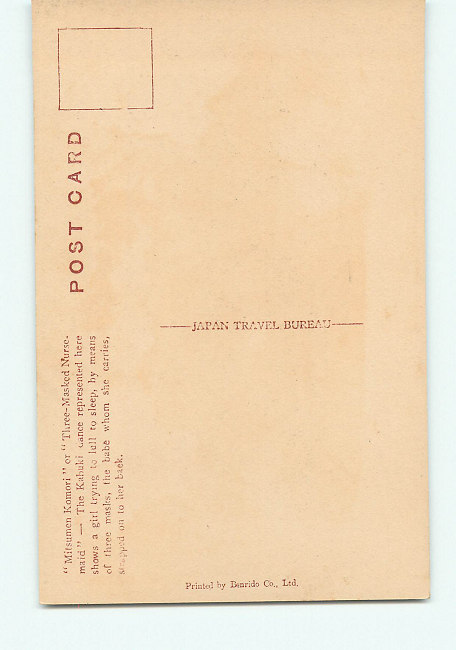 POST CARD
"Mitsumen Komori" or "Three-Masked Nurse-
maid" — The Kabuki dance represented here
shows a girl trying to lull to sleep, by means
of three masks, the babe whom she carries,
strapped on to her back.
JAPAN TRAVEL BUREAU
Printed by Benrido Co., Ltd.